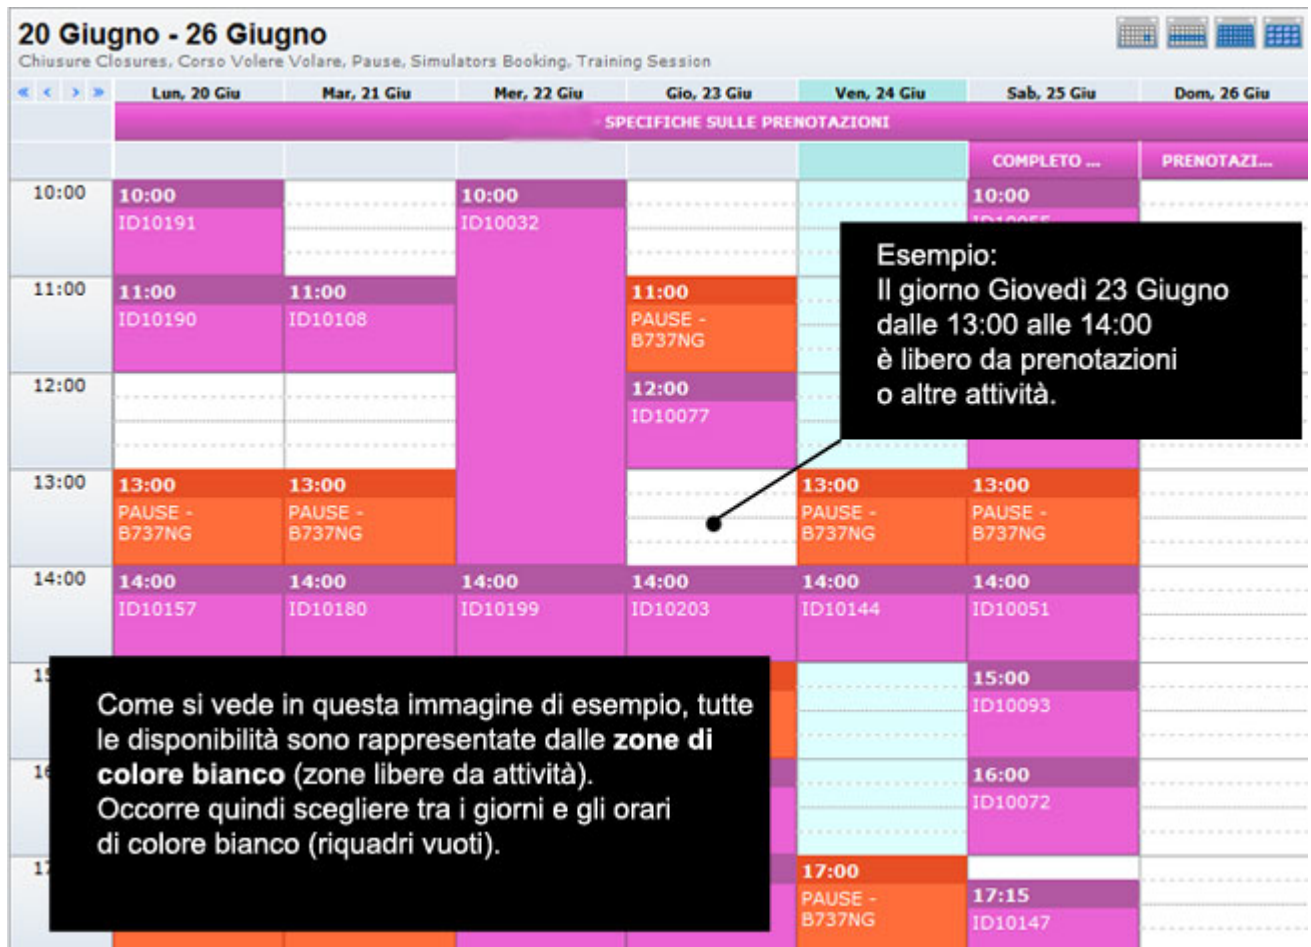 20 Giugno - 26 Giugno
Chiusure Closures, Corso Volere Volare, Pause, Simulators Booking, Training Session
« < > » Lun, 20 Giu Mar, 21 Giu Mer, 22 Giu Gio, 23 Giu Ven, 24 Giu Sab, 25 Giu Dom, 26 Giu
- SPECIFICHE SULLE PRENOTAZIONI
COMPLETO ... PRENOTAZI...
10:00 10:00 10:00 10:00
ID10191 ID10032
Esempio:
Il giorno Giovedì 23 Giugno
dalle 13:00 alle 14:00
è libero da prenotazioni
o altre attività.
11:00 11:00 11:00 11:00
ID10190 ID10108 PAUSE -
B737NG
12:00 12:00
ID10077
13:00 13:00 13:00 13:00 13:00
PAUSE - PAUSE - PAUSE - PAUSE -
B737NG B737NG B737NG B737NG
14:00 14:00 14:00 14:00 14:00 14:00 14:00
ID10157 ID10180 ID10199 ID10203 ID10144 ID10051
15 15:00
ID10093
Come si vede in questa immagine di esempio, tutte
le disponibilità sono rappresentate dalle zone di
colore bianco (zone libere da attività).
Occorre quindi scegliere tra i giorni e gli orari
di colore bianco (riquadri vuoti).
16 16:00
ID10072
17 17:00
PAUSE - 17:15
B737NG ID10147